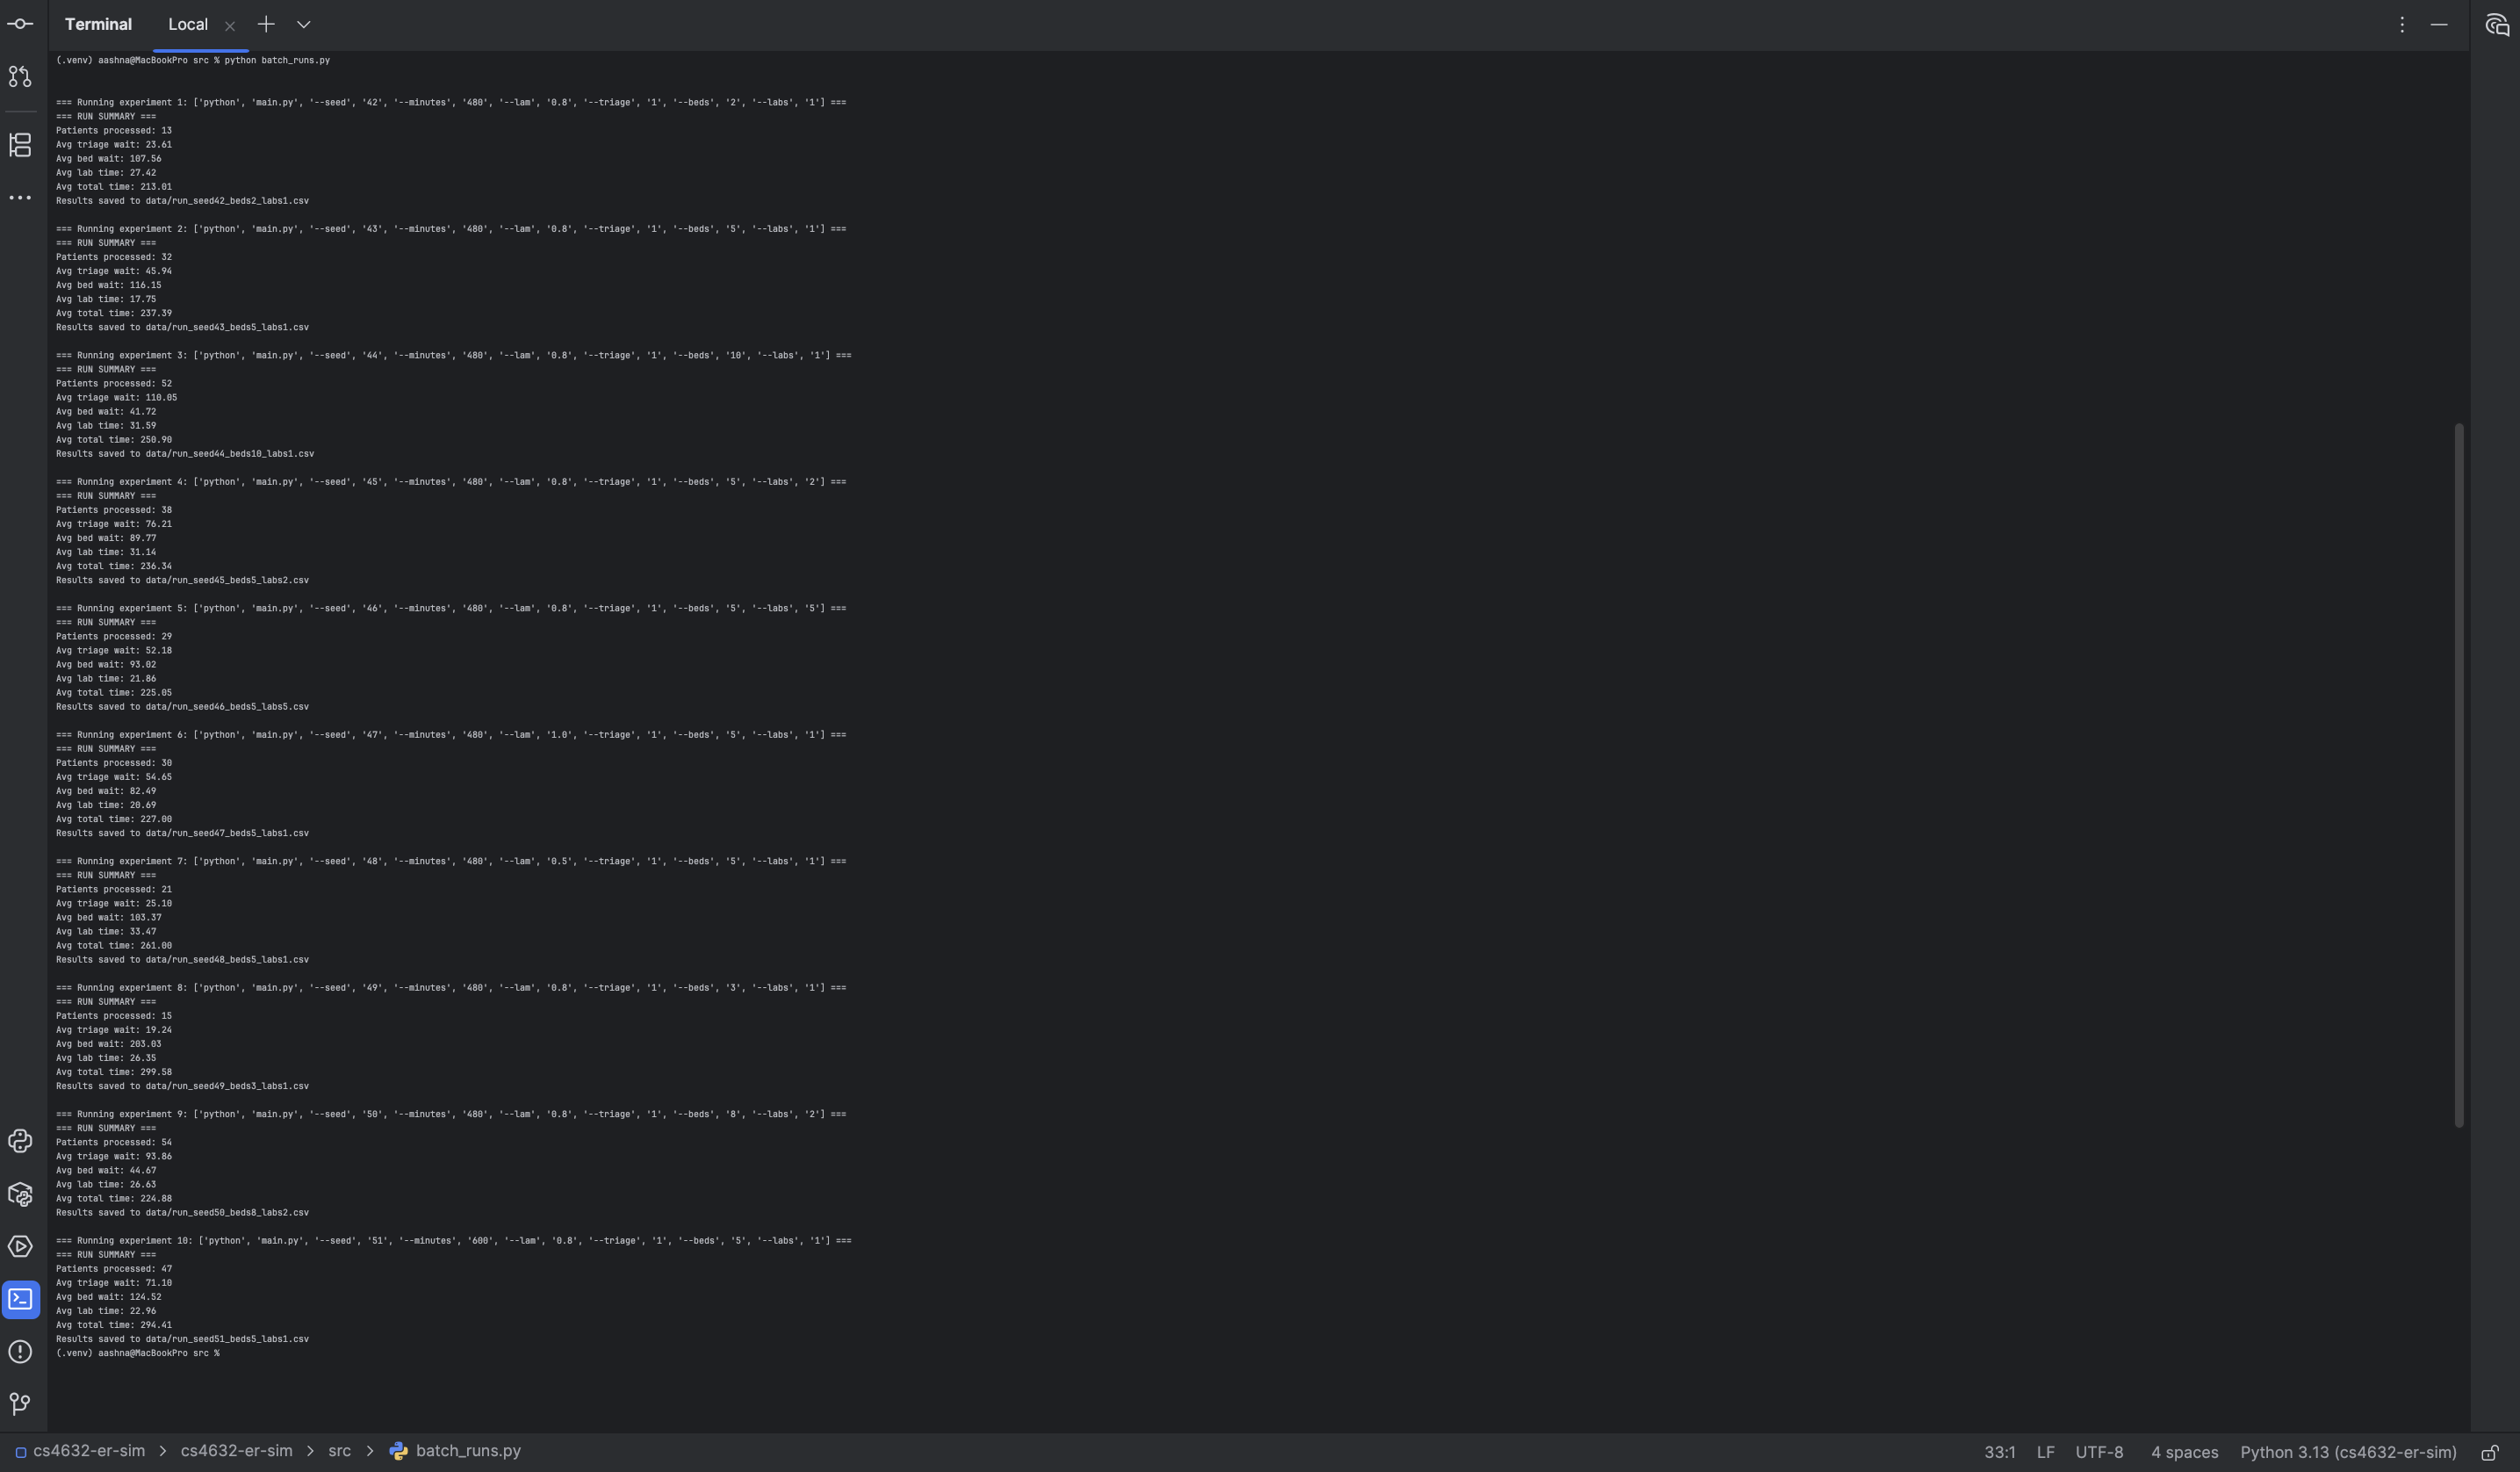 Terminal
Local
(.venv) aashna@MacBookPro src % python batch_runs.py
=== Running experiment 1: ['python', 'main.py', '--seed', '42', '--minutes', '480', '--lam', '0.8', '--triage', '1', '--beds', '2', '--labs', '1'] ===
=== RUN SUMMARY ===
Patients processed: 13
Avg triage wait: 23.61
Avg bed wait: 107.56
Avg lab time: 27.42
Avg total time: 213.01
Results saved to data/run_seed42_beds2_labs1.csv
=== Running experiment 2: ['python', 'main.py', '--seed', '43', '--minutes', '480', '--lam', '0.8', '--triage', '1', '--beds', '5', '--labs', '1'] ===
=== RUN SUMMARY ===
Patients processed: 32
Avg triage wait: 45.94
Avg bed wait: 116.15
Avg lab time: 17.75
Avg total time: 237.39
Results saved to data/run_seed43_beds5_labs1.csv
=== Running experiment 3: ['python', 'main.py', '--seed', '44', '--minutes', '480', '--lam', '0.8', '--triage', '1', '--beds', '10', '--labs', '1'] ===
=== RUN SUMMARY ===
Patients processed: 52
Avg triage wait: 110.05
Avg bed wait: 41.72
Avg lab time: 31.59
Avg total time: 250.90
Results saved to data/run_seed44_beds10_labs1.csv
=== Running experiment 4: ['python', 'main.py', '--seed', '45', '--minutes', '480', '--lam', '0.8', '--triage', '1', '--beds', '5', '--labs', '2'] ===
=== RUN SUMMARY ===
Patients processed: 38
Avg triage wait: 76.21
Avg bed wait: 89.77
Avg lab time: 31.14
Avg total time: 236.34
Results saved to data/run_seed45_beds5_labs2.csv
=== Running experiment 5: ['python', 'main.py', '--seed', '46', '--minutes', '480', '--lam', '0.8', '--triage', '1', '--beds', '5', '--labs', '5'] ===
=== RUN SUMMARY ===
Patients processed: 29
Avg triage wait: 52.18
Avg bed wait: 93.02
Avg lab time: 21.86
Avg total time: 225.05
Results saved to data/run_seed46_beds5_labs5.csv
=== Running experiment 6: ['python', 'main.py', '--seed', '47', '--minutes', '480', '--lam', '1.0', '--triage', '1', '--beds', '5', '--labs', '1'] ===
=== RUN SUMMARY ===
Patients processed: 30
Avg triage wait: 54.65
Avg bed wait: 82.49
Avg lab time: 20.69
Avg total time: 227.00
Results saved to data/run_seed47_beds5_labs1.csv
=== Running experiment 7: ['python', 'main.py', '--seed', '48', '--minutes', '480', '--lam', '0.5', '--triage', '1', '--beds', '5', '--labs', '1'] ===
=== RUN SUMMARY ===
Patients processed: 21
Avg triage wait: 25.10
Avg bed wait: 103.37
Avg lab time: 33.47
Avg total time: 261.00
Results saved to data/run_seed48_beds5_labs1.csv
=== Running experiment 8: ['python', 'main.py', '--seed', '49', '--minutes', '480', '--lam', '0.8', '--triage', '1', '--beds', '3', '--labs', '1'] ===
=== RUN SUMMARY ===
Patients processed: 15
Avg triage wait: 19.24
Avg bed wait: 203.03
Avg lab time: 26.35
Avg total time: 299.58
Results saved to data/run_seed49_beds3_labs1.csv
=== Running experiment 9: ['python', 'main.py', '--seed', '50', '--minutes', '480', '--lam', '0.8', '--triage', '1', '--beds', '8', '--labs', '2'] ===
=== RUN SUMMARY ===
Patients processed: 54
Avg triage wait: 93.86
Avg bed wait: 44.67
Avg lab time: 26.63
Avg total time: 224.88
Results saved to data/run_seed50_beds8_labs2.csv
=== Running experiment 10: ['python', 'main.py', '--seed', '51', '--minutes', '600', '--lam', '0.8', '--triage', '1', '--beds', '5', '--labs', '1'] ===
=== RUN SUMMARY ===
Patients processed: 47
Avg triage wait: 71.10
Avg bed wait: 124.52
Avg lab time: 22.96
Avg total time: 294.41
Results saved to data/run_seed51_beds5_labs1.csv
(.venv) aashna@MacBookPro src %
cs4632-er-sim > cs4632-er-sim > src > batch_runs.py
33:1 LF UTF-8 4 spaces Python 3.13 (cs4632-er-sim)